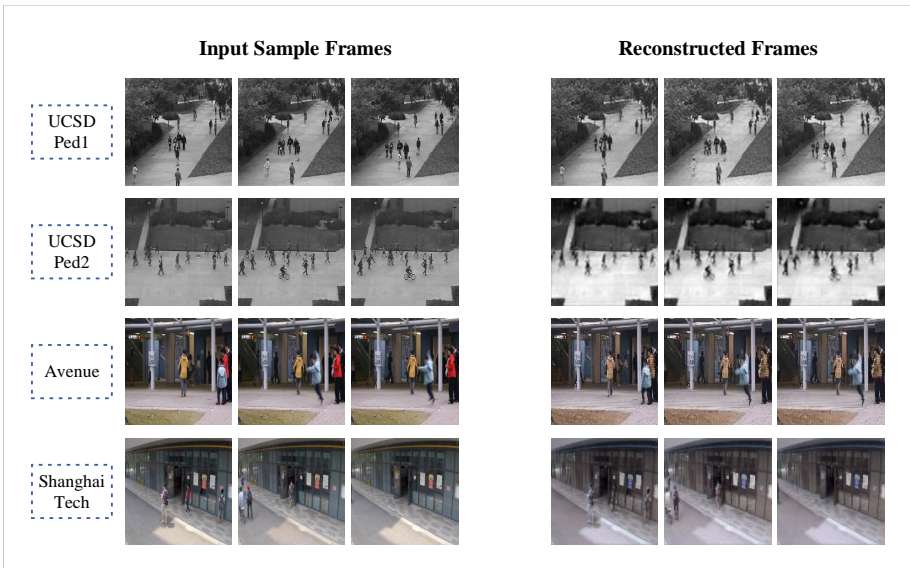 Input Sample Frames
Reconstructed Frames
UCSD
Ped1
UCSD
Ped2
Avenue
Shanghai
Tech